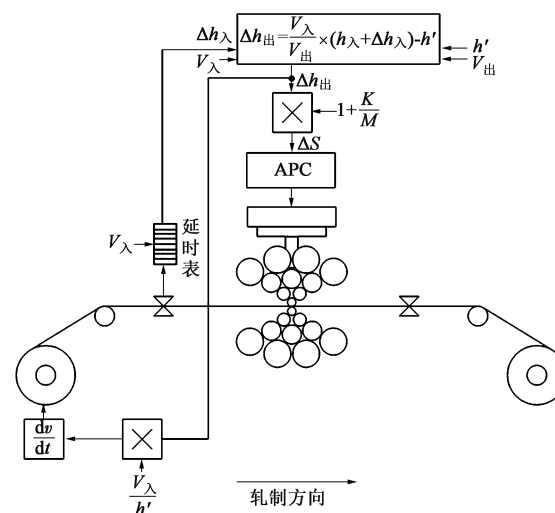 Δh入 Δh出=V入/V出×(h入+Δh入)-h′ h′
V入 V出
Δh出
× 1+K/M
ΔS
APC
V入 延时表
dv/dt × 
V入/h′
轧制方向